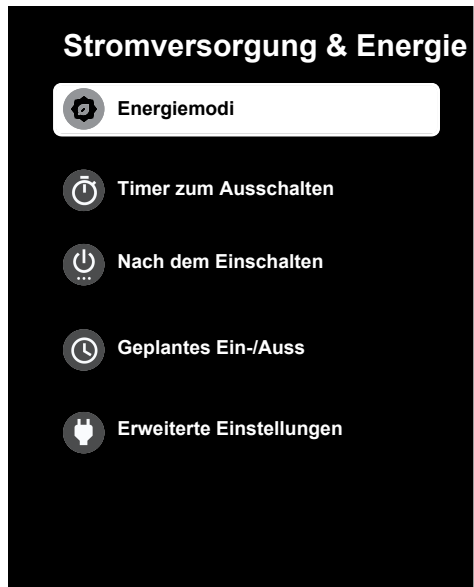 Stromversorgung & Energie
Energiemodi
Timer zum Ausschalten
Nach dem Einschalten
Geplantes Ein-/Auss
Erweiterte Einstellungen